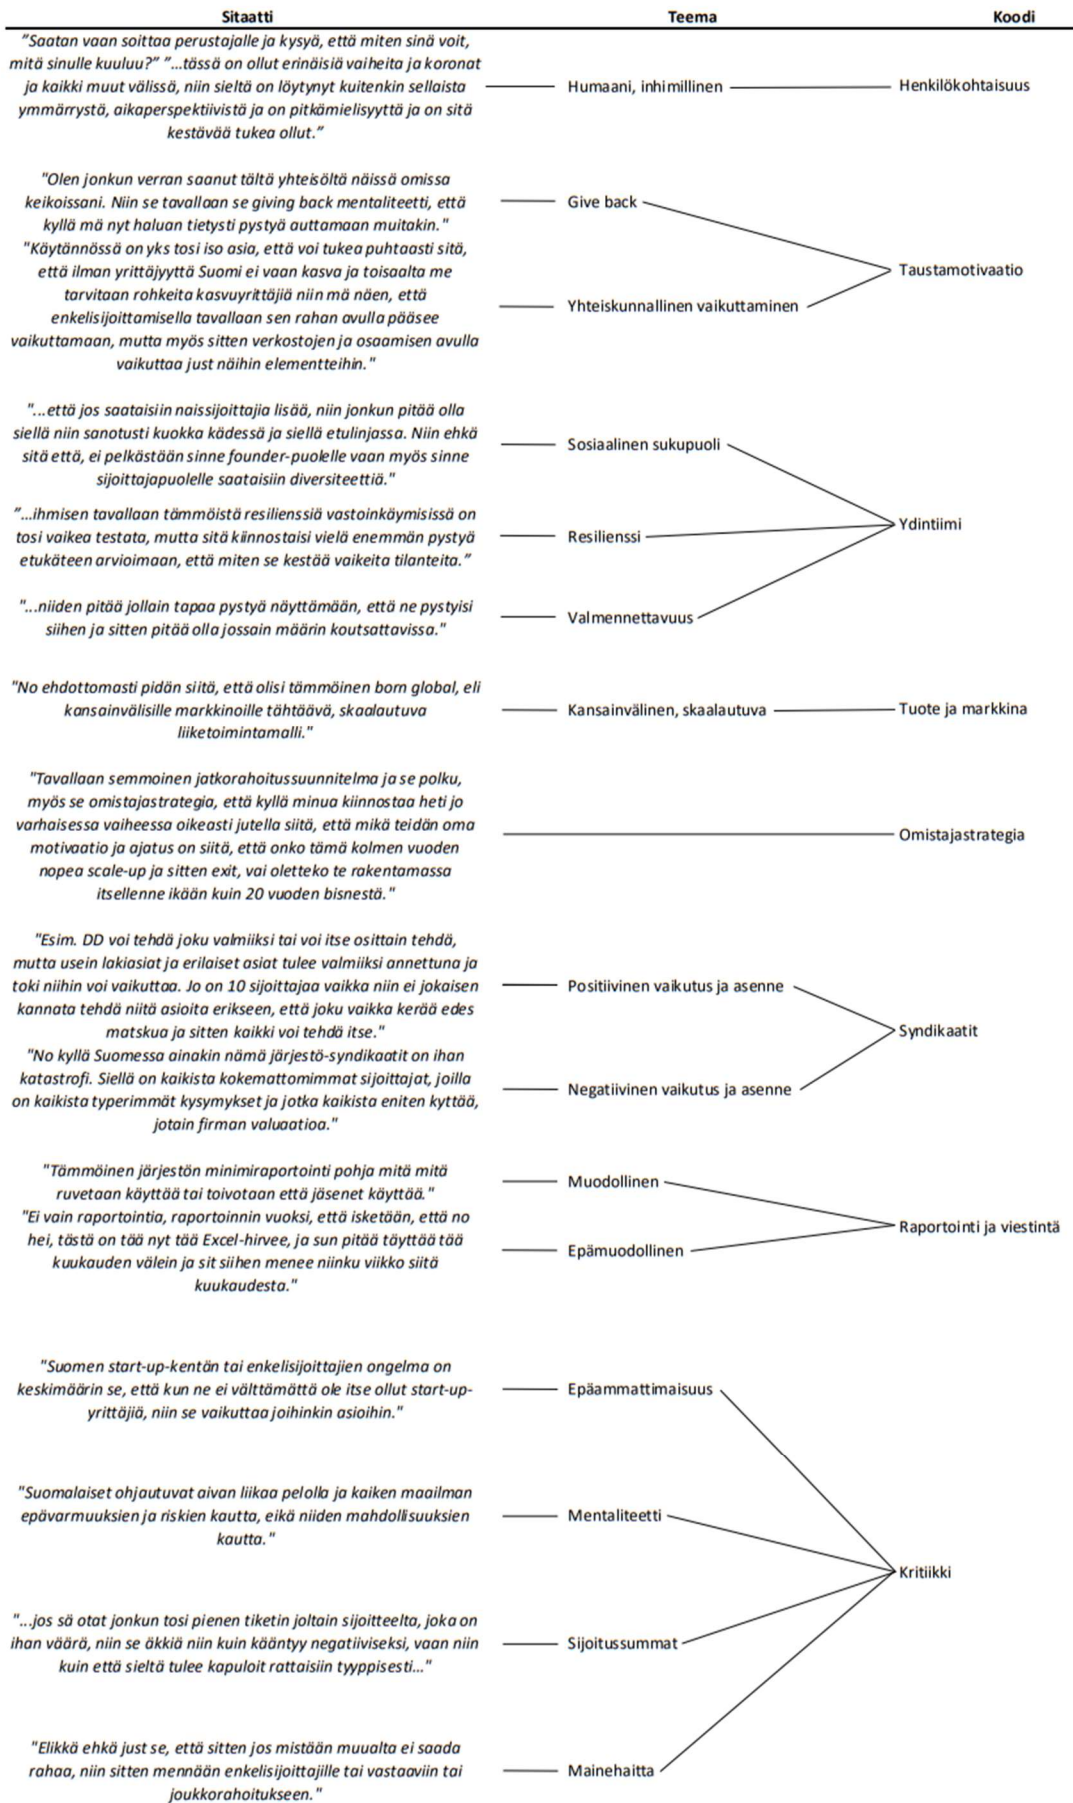 Sitaatti Teema Koodi
"Saatan vaan soittaa perustajalle ja kysyä, että miten sinä voit,
mitä sinulle kuuluu?" "...tässä on ollut erinäisiä vaiheita ja koronat
ja kaikki muut välissä, niin sieltä on löytynyt kuitenkin sellaista
ymmärrystä, aikaperspektiivistä ja on pitkämielisyyttä ja on sitä
kestävää tukea ollut."
Humaani, inhimillinen
Henkilökohtaisuus
"Olen jonkun verran saanut tältä yhteisöltä näissä omissa
keikoissani. Niin se tavallaan se giving back mentaliteetti, että
kyllä mä nyt haluan tietysti pystyä auttamaan muitakin."
Give back
"Käytännössä on yks tosi iso asia, että voi tukea puhtaasti sitä,
että ilman yrittäjyyttä Suomi ei vaan kasva ja toisaalta me
tarvitaan rohkeita kasvuyrittäjiä niin mä näen, että
enkelisijoittamisella tavallaan sen rahan avulla pääsee
vaikuttamaan, mutta myös sitten verkostojen ja osaamisen avulla
vaikuttaa just näihin elementteihin."
Yhteiskunnallinen vaikuttaminen
Taustamotivaatio
"...että jos saataisiin naissijoittajia lisää, niin jonkun pitää olla
siellä niin sanotusti kuokka kädessä ja siellä etulinjassa. Niin ehkä
sitä että, ei pelkästään sinne founder-puolelle vaan myös sinne
sijoittajapuolelle saataisiin diversiteettiä."
Sosiaalinen sukupuoli
"...ihmisen tavallaan tämmöistä resilienssiä vastoinkäymisissä on
tosi vaikea testata, mutta sitä kiinnostaisi vielä enemmän pystyä
etukäteen arvioimaan, että miten se kestää vaikeita tilanteita."
Resilienssi
Ydintiimi
"...niiden pitää jollain tapaa pystyä näyttämään, että ne pystyisi
siihen ja sitten pitää olla jossain määrin koutsattavissa."
Valmennettavuus
"No ehdottomasti pidän siitä, että olisi tämmöinen born global, eli
kansainvälisille markkinoille tähtäävä, skaalautuva
liiketoimintamalli."
Kansainvälinen, skaalautuva
Tuote ja markkina
"Tavallaan semmoinen jatkorahoitussuunnitelma ja se polku,
myös se omistajastrategia, että kyllä minua kiinnostaa heti jo
varhaisessa vaiheessa oikeasti jutella siitä, että mikä teidän oma
motivaatio ja ajatus on siitä, että onko tämä kolmen vuoden
nopea scale-up ja sitten exit, vai oletteko te rakentamassa
itsellenne ikään kuin 20 vuoden bisnestä."
Omistajastrategia
"Esim. DD voi tehdä joku valmiiksi tai voi itse osittain tehdä,
mutta usein lakiasiat ja erilaiset asiat tulee valmiiksi annettuna ja
toki niihin voi vaikuttaa. Jo on 10 sijoittajaa vaikka niin ei jokaisen
kannata tehdä niitä asioita erikseen, että joku vaikka kerää edes
matskua ja sitten kaikki voi tehdä itse."
Positiivinen vaikutus ja asenne
Syndikaatit
"No kyllä Suomessa ainakin nämä järjestö-syndikaatit on ihan
katastrofi. Siellä on kaikista kokemattomimmat sijoittajat, joilla
on kaikista typerimmät kysymykset ja jotka kaikista eniten kyttää,
jotain firman valuaatioa."
Negatiivinen vaikutus ja asenne
"Tämmöinen järjestön minimiraportointi pohja mitä mitä
ruvetaan käyttää tai toivotaan että jäsenet käyttää."
Muodollinen
"Ei vain raportointia, raportoinnin vuoksi, että isketään, että no
hei, tästä on tää nyt tää Excel-hirvee, ja sun pitää täyttää tää
kuukauden välein ja sit siihen menee niinku viikko siitä
kuukaudesta."
Epämuodollinen
Raportointi ja viestintä
"Suomen start-up-kentän tai enkelisijoittajien ongelma on
keskimäärin se, että kun ne ei välttämättä ole itse ollut start-up-
yrittäjiä, niin se vaikuttaa joihinkin asioihin."
Epäammattimaisuus
"Suomalaiset ohjautuvat aivan liikaa pelolla ja kaiken maailman
epävarmuuksien ja riskien kautta, eikä niiden mahdollisuuksien
kautta."
Mentaliteetti
Kritiikki
"...jos sä otat jonkun tosi pienen tiketin joltain sijoitteelta, joka on
ihan väärä, niin se äkkiä niin kuin kääntyy negatiiviseksi, vaan niin
kuin että sieltä tulee kapuloit rattaisiin tyyppisesti..."
Sijoitussummat
"Elikkä ehkä just se, että sitten jos mistään muualta ei saada
rahaa, niin sitten mennään enkelisijoittajille tai vastaaviin tai
joukkorahoitukseen."
Mainehaitta